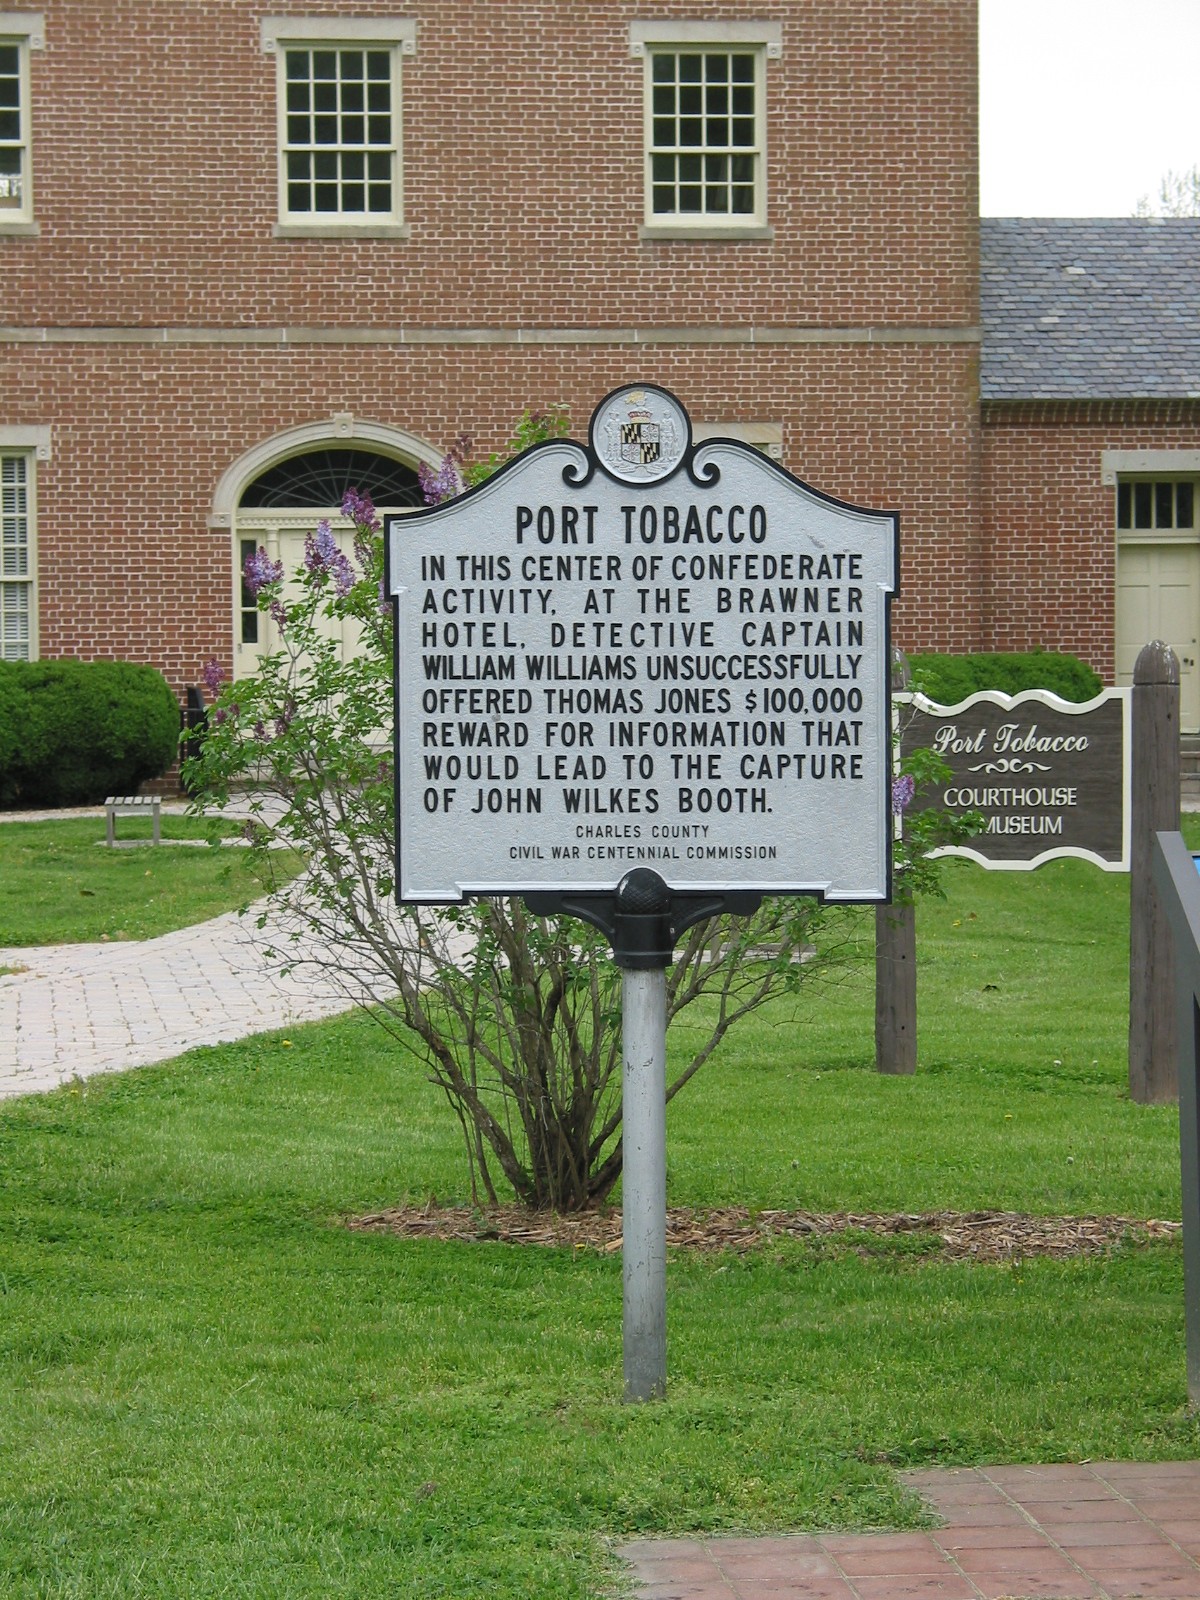 PORT TOBACCO
IN THIS CENTER OF CONFEDERATE
ACTIVITY, AT THE BRAWNER
HOTEL, DETECTIVE CAPTAIN
WILLIAM WILLIAMS UNSUCCESSFULLY
OFFERED THOMAS JONES $100,000
REWARD FOR INFORMATION THAT
WOULD LEAD TO THE CAPTURE
OF JOHN WILKES BOOTH.
CHARLES COUNTY
CIVIL WAR CENTENNIAL COMMISSION
Port Tobacco
COURTHOUSE
MUSEUM